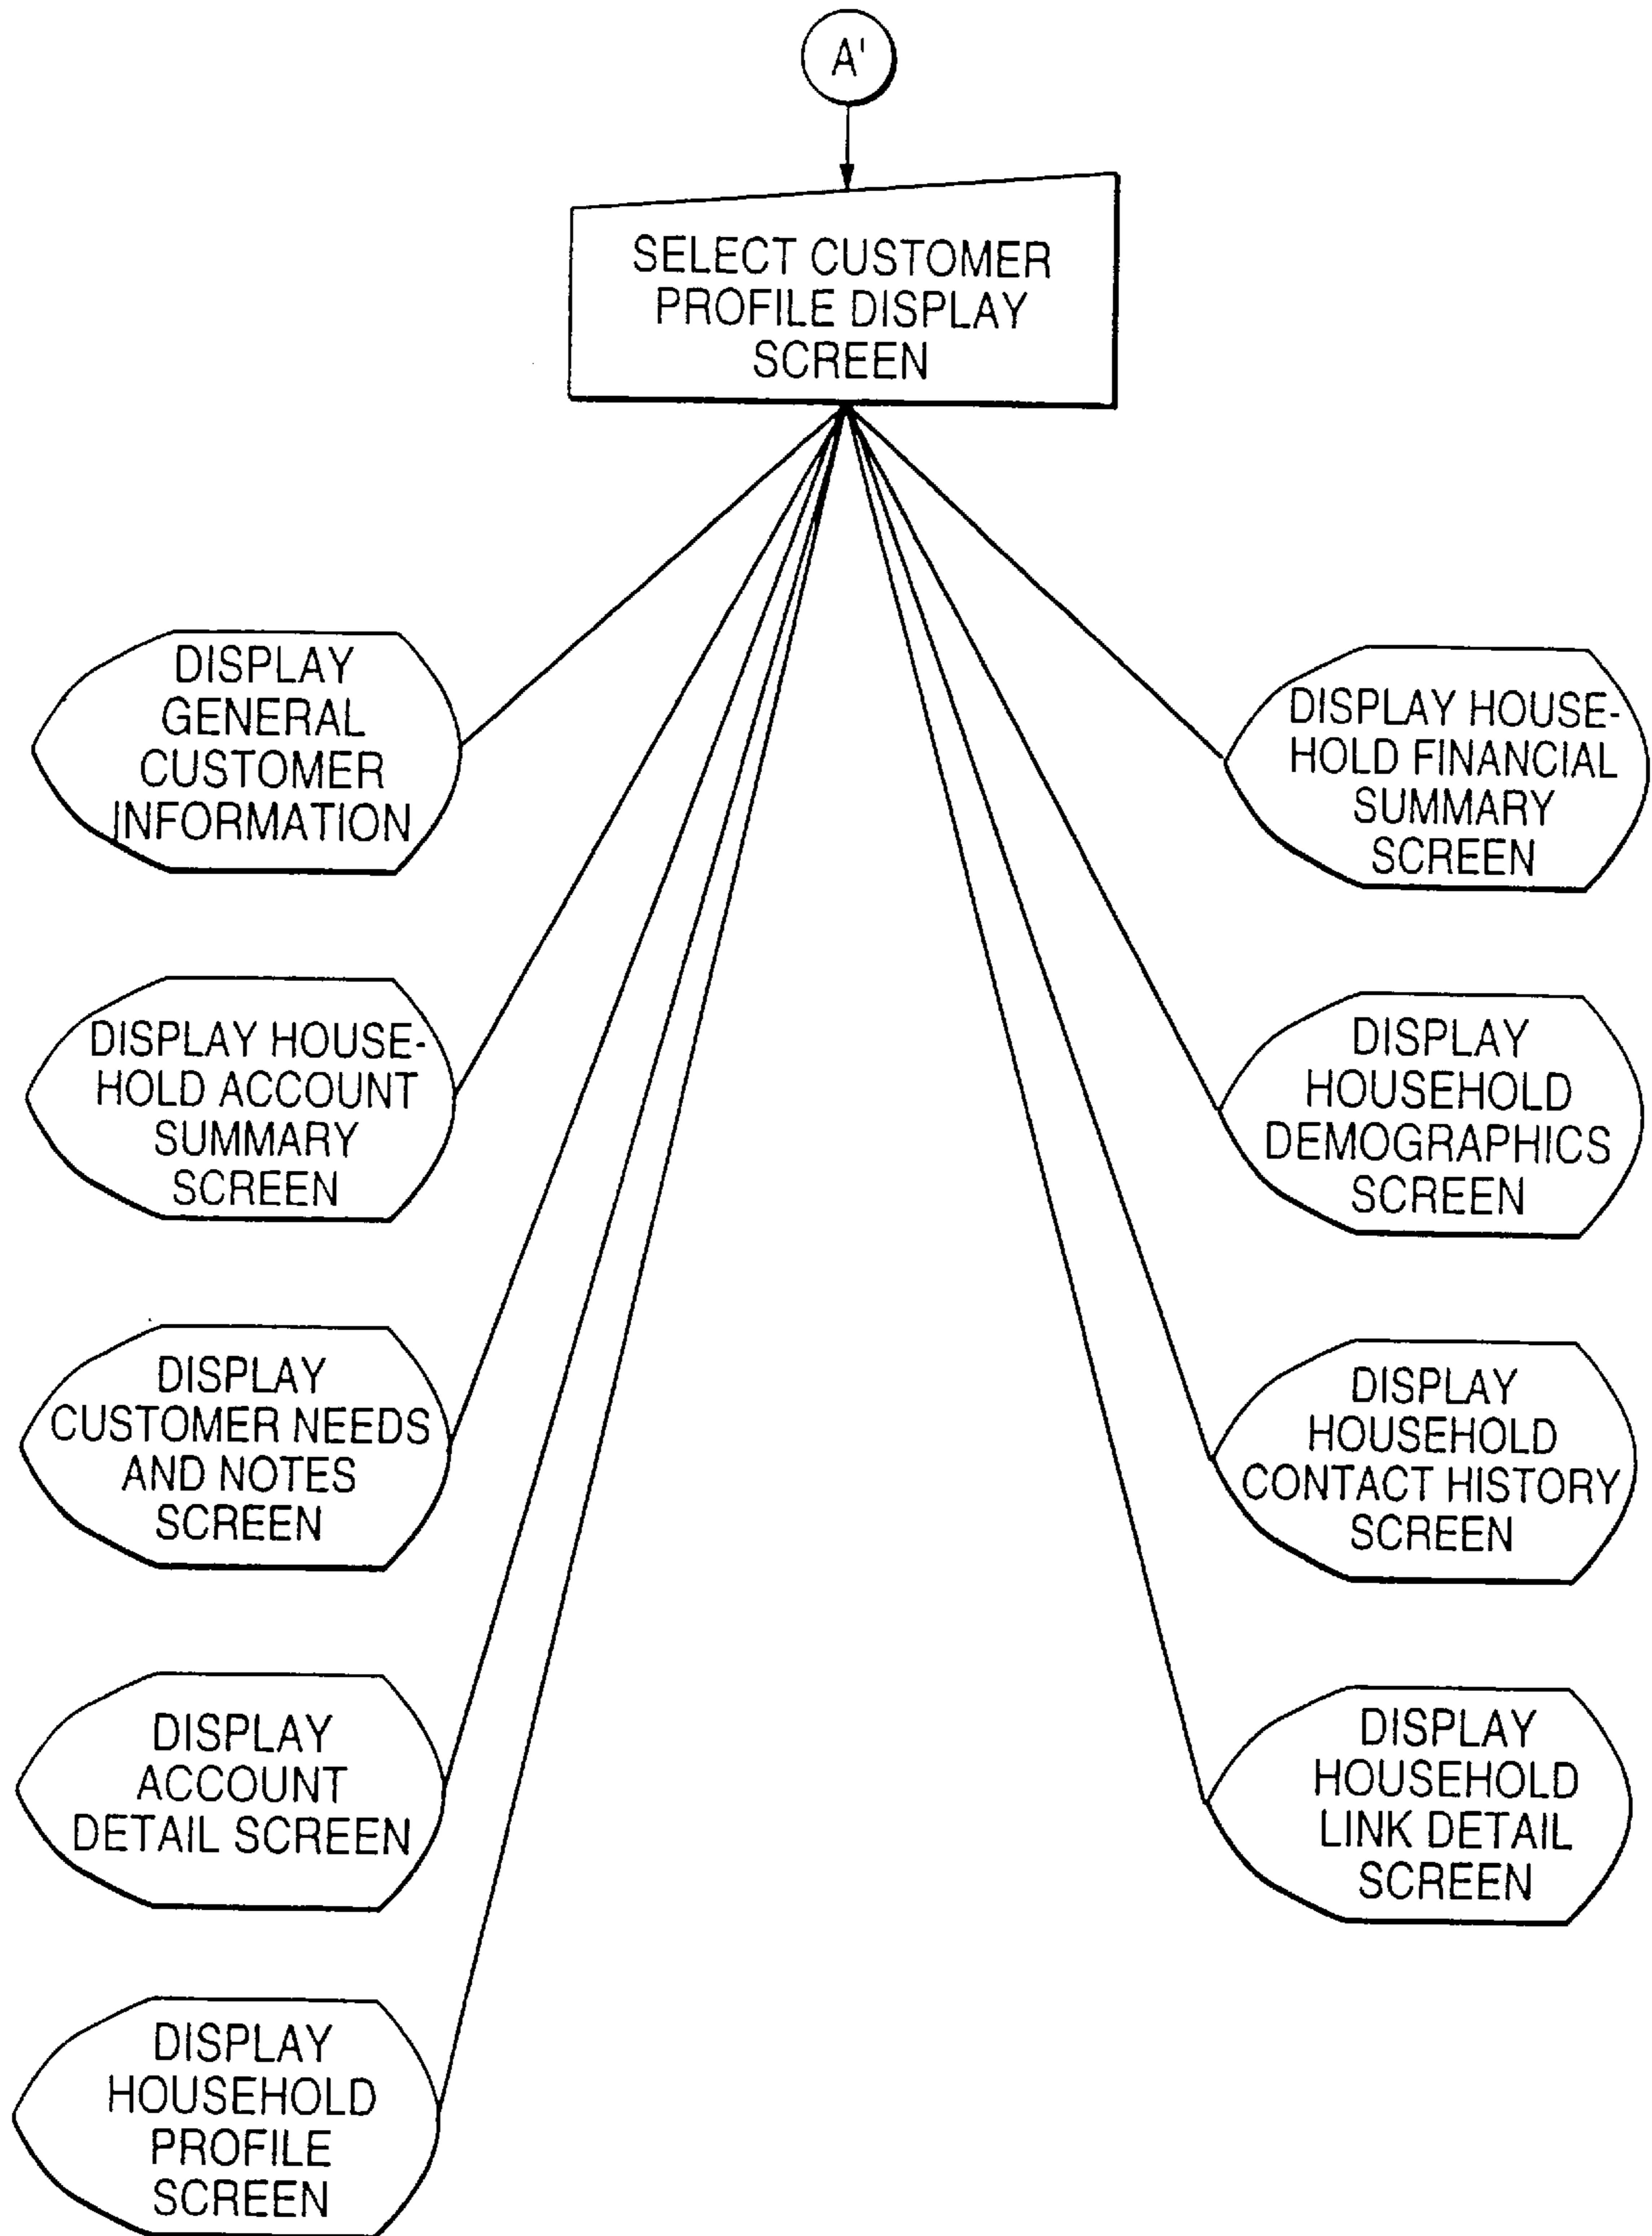 A'
SELECT CUSTOMER
PROFILE DISPLAY
SCREEN
DISPLAY
GENERAL
CUSTOMER
INFORMATION
DISPLAY HOUSE-
HOLD ACCOUNT
SUMMARY
SCREEN
DISPLAY
CUSTOMER NEEDS
AND NOTES
SCREEN
DISPLAY
ACCOUNT
DETAIL SCREEN
DISPLAY
HOUSEHOLD
PROFILE
SCREEN
DISPLAY HOUSE-
HOLD FINANCIAL
SUMMARY
SCREEN
DISPLAY
HOUSEHOLD
DEMOGRAPHICS
SCREEN
DISPLAY
HOUSEHOLD
CONTACT HISTORY
SCREEN
DISPLAY
HOUSEHOLD
LINK DETAIL
SCREEN